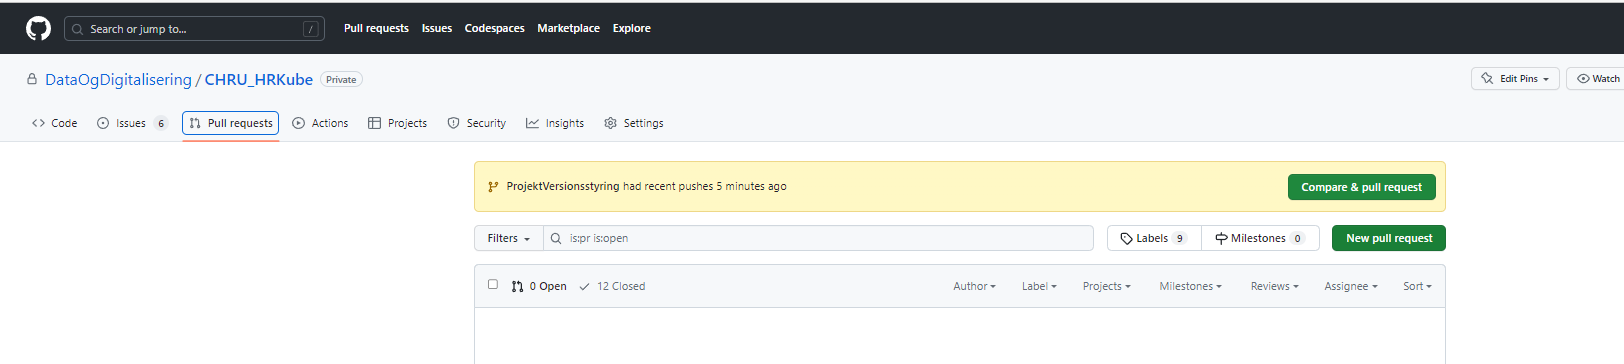 Search or jump to... / Pull requests Issues Codespaces Marketplace Explore
DataOgDigitalisering / CHRU_HRKube Private Edit Pins Watch
Code Issues 6 Pull requests Actions Projects Security Insights Settings
ProjektVersionsstyring had recent pushes 5 minutes ago Compare & pull request
Filters is:pr is:open Labels 9 Milestones 0 New pull request
0 Open 12 Closed Author Label Projects Milestones Reviews Assignee Sort